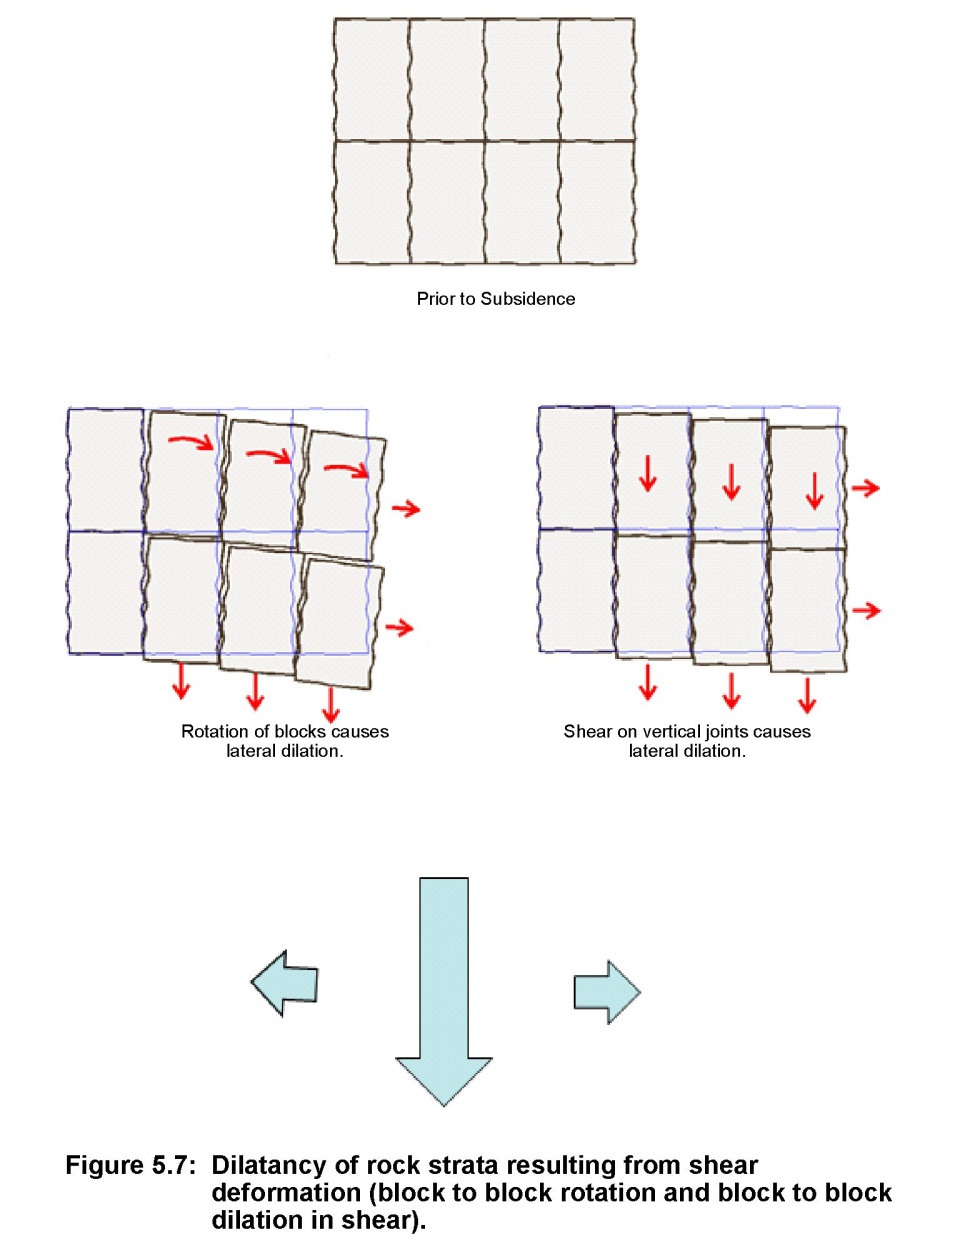 Prior to Subsidence
Rotation of blocks causes
lateral dilation.
Shear on vertical joints causes
lateral dilation.
Figure 5.7: Dilatancy of rock strata resulting from shear
deformation (block to block rotation and block to block
dilation in shear).